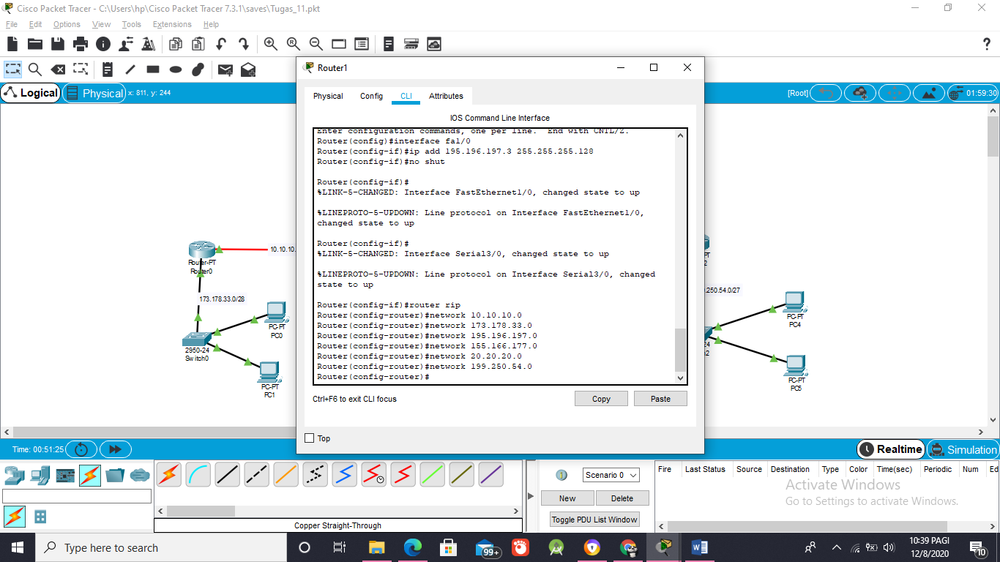 Cisco Packet Tracer - C:\Users\hp\Cisco Packet Tracer 7.3.1\saves\Tugas_11.pkt
File Edit Options View Tools Extensions Help
Logical Physical x: 811, y: 244 [Root] 01:59:30
Router1
Physical Config CLI Attributes
IOS Command Line Interface
Enter configuration commands, one per line. End with CNTL/Z.
Router(config)#interface fa1/0
Router(config-if)#ip add 195.196.197.3 255.255.255.128
Router(config-if)#no shut
Router(config-if)#
%LINK-5-CHANGED: Interface FastEthernet1/0, changed state to up
%LINEPROTO-5-UPDOWN: Line protocol on Interface FastEthernet1/0,
changed state to up
Router(config-if)#
%LINK-5-CHANGED: Interface Serial3/0, changed state to up
%LINEPROTO-5-UPDOWN: Line protocol on Interface Serial3/0, changed
state to up
Router(config-if)#router rip
Router(config-router)#network 10.10.10.0
Router(config-router)#network 173.178.33.0
Router(config-router)#network 195.196.197.0
Router(config-router)#network 155.166.177.0
Router(config-router)#network 20.20.20.0
Router(config-router)#network 199.250.54.0
Router(config-router)#
Ctrl+F6 to exit CLI focus
Copy Paste
Top
10.10.10.
Router-PT
Router0
173.178.33.0/28
PC-PT
PC0
2950-24
Switch0
PC-PT
PC1
PT
2
.250.54.0/27
PC-PT
PC4
24
2
PC-PT
PC5
Time: 00:51:25 Realtime Simulation
Scenario 0
New Delete
Toggle PDU List Window
Fire Last Status Source Destination Type Color Time(sec) Periodic Num Ed
Activate Windows
Go to Settings to activate Windows.
Copper Straight-Through
Type here to search
99+
10:39 PAGI
12/8/2020
10